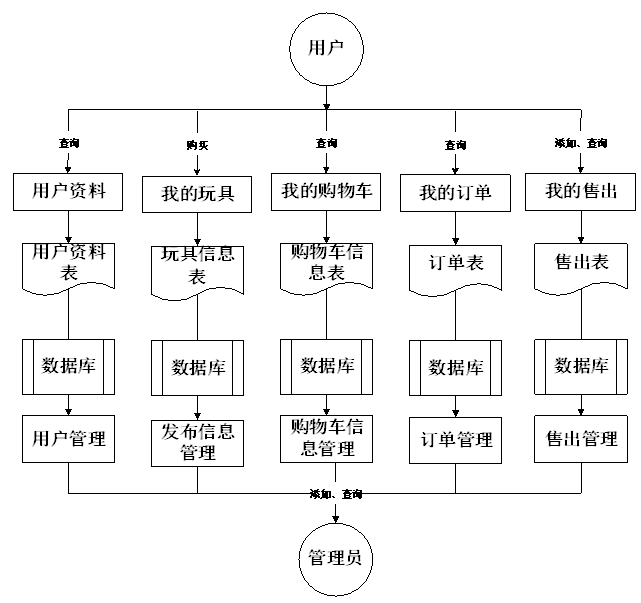 用户
查询
购买
查询
查询
添加、查询
用户资料
我的玩具
我的购物车
我的订单
我的售出
用户资料
表
玩具信息
表
购物车信
息表
订单表
售出表
数据库
数据库
数据库
数据库
数据库
用户管理
发布信息
管理
购物车信
息管理
订单管理
售出管理
添加、查询
管理员